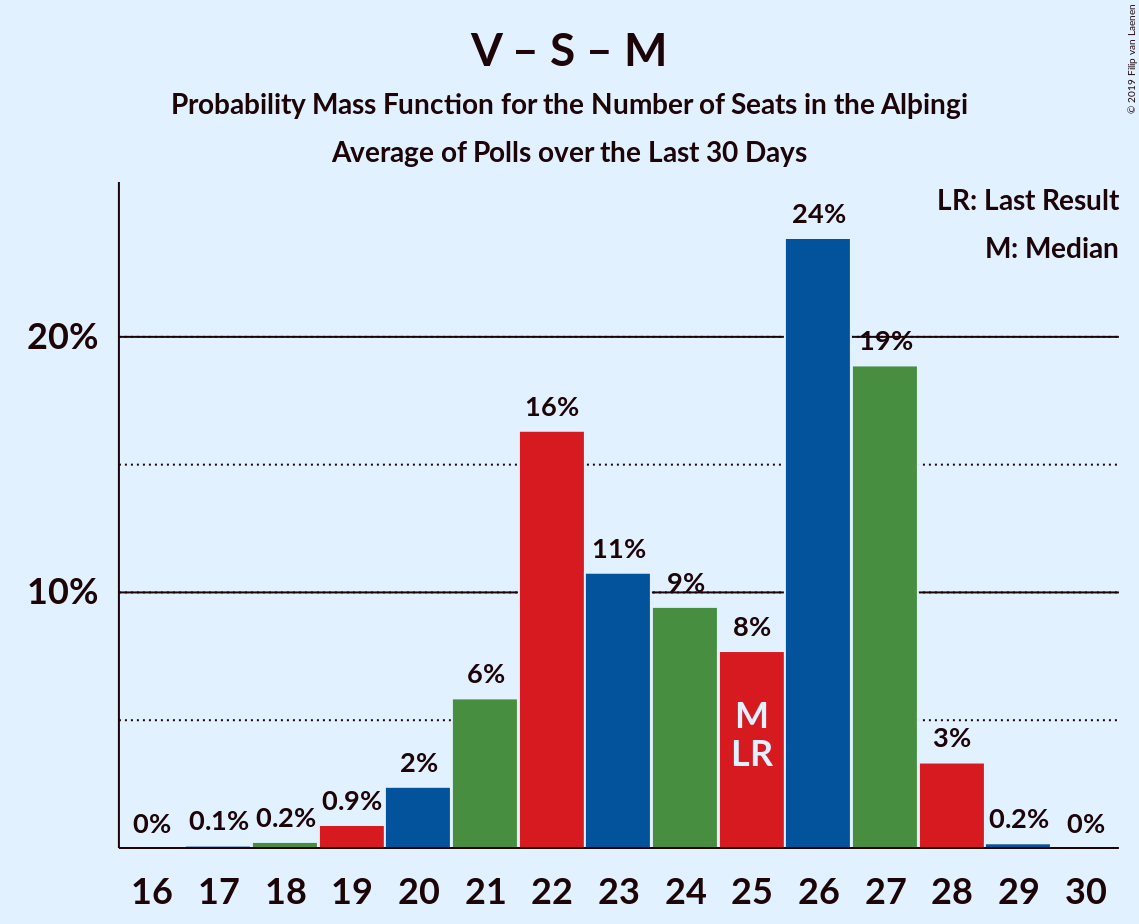 V – S – M
Probability Mass Function for the Number of Seats in the Alþingi
Average of Polls over the Last 30 Days
© 2019 Filip van Laenen
LR: Last Result
M: Median
24%
20%
19%
16%
11%
10%
9%
8%
6%
M
LR
3%
2%
0.9%
0%
0.1%
0.2%
0.2%
0%
16 17 18 19 20 21 22 23 24 25 26 27 28 29 30